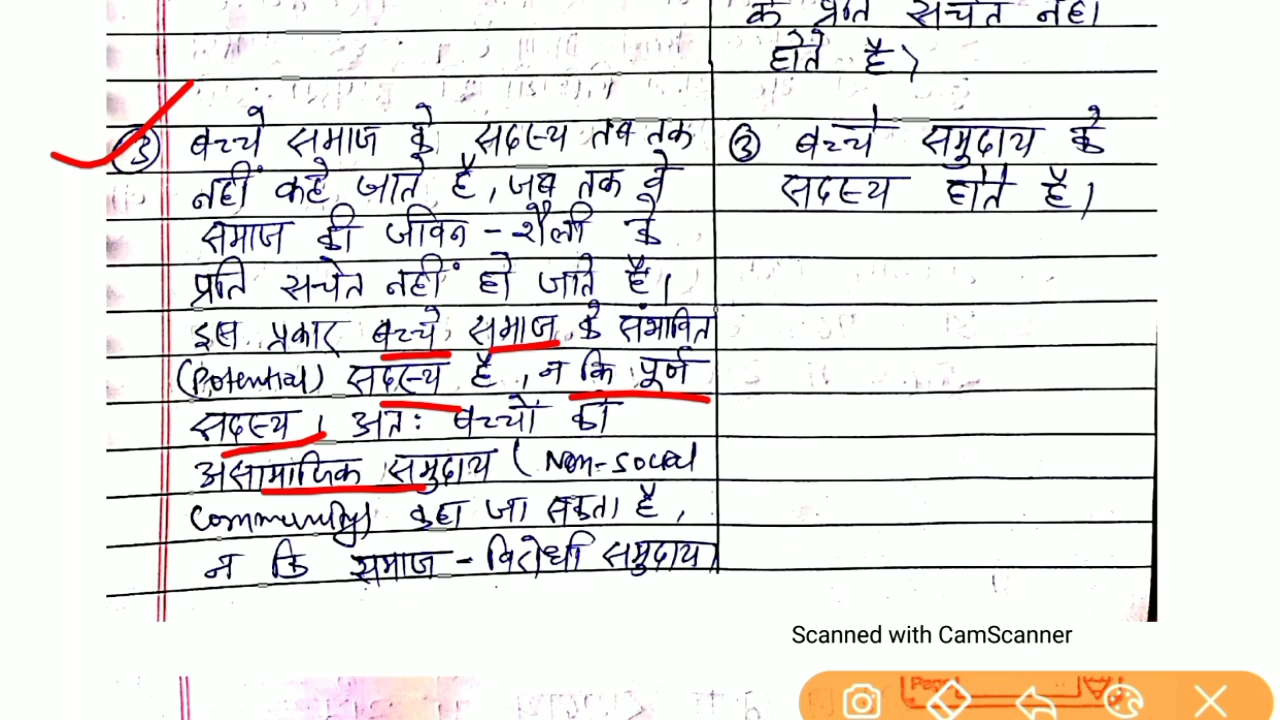 के प्रति सचेत नहीं
होते है।
③ बच्चे समाज के सदस्य तब तक
नहीं कहे जाते है, जब तक वे
समाज की जीवन-शैली के
प्रति सचेत नहीं हो जाते है।
इस प्रकार बच्चे समाज के संभावित
(Potential) सदस्य है, न कि पूर्ण
सदस्य। अतः बच्चों को
असामाजिक समुदाय (Non-social
Community) कहा जा सकता है,
न कि समाज-विरोधी समुदाय।
③ बच्चे समुदाय के
सदस्य होते है।
Scanned with CamScanner
Page